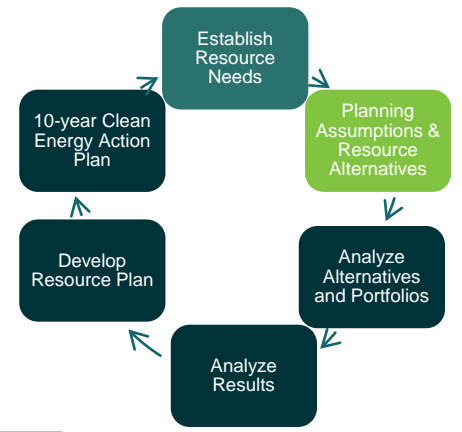 Establish
Resource
Needs
Planning
Assumptions &
Resource
Alternatives
Analyze
Alternatives
and Portfolios
Analyze
Results
Develop
Resource Plan
10-year Clean
Energy Action
Plan